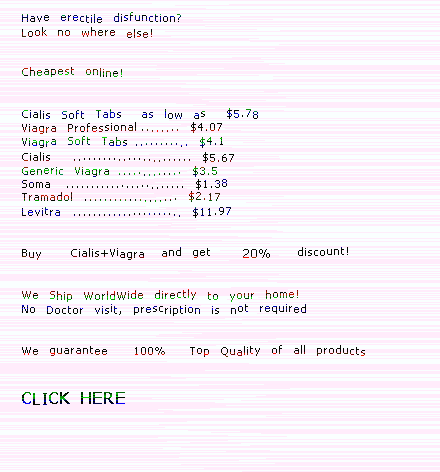 Have erectile disfunction?
Look no where else!
Cheapest online!
Cialis Soft Tabs as low as $5.78
Viagra Professional ....... $4.07
Viagra Soft Tabs .......... $4.1
Cialis ...................... $5.67
Generic Viagra ............ $3.5
Soma ...................... $1.38
Tramadol .................. $2.17
Levitra .................... $11.97
Buy Cialis+Viagra and get 20% discount!
We Ship WorldWide directly to your home!
No Doctor visit, prescription is not required
We guarantee 100% Top Quality of all products
CLICK HERE